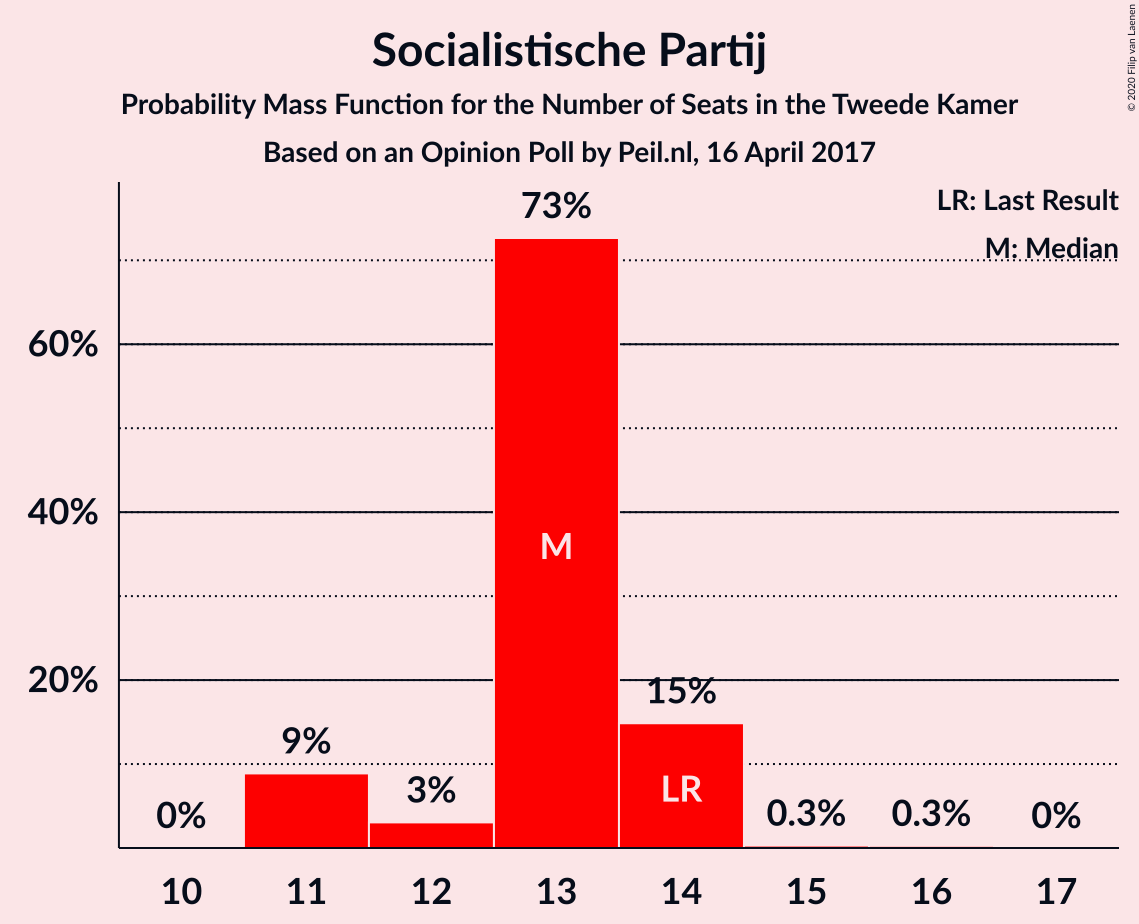 Socialistische Partij
Probability Mass Function for the Number of Seats in the Tweede Kamer
Based on an Opinion Poll by Peil.nl, 16 April 2017
© 2020 Filip van Laenen
LR: Last Result
M: Median
60%
40%
20%
0%
9%
3%
73%
15%
0.3%
0.3%
0%
M
LR
10 11 12 13 14 15 16 17